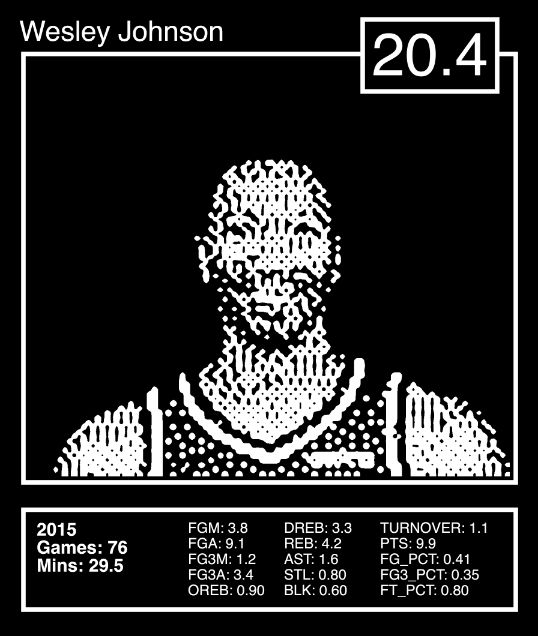 Wesley Johnson
20.4
2015
Games: 76
Mins: 29.5
FGM: 3.8
FGA: 9.1
FG3M: 1.2
FG3A: 3.4
OREB: 0.90
DREB: 3.3
REB: 4.2
AST: 1.6
STL: 0.80
BLK: 0.60
TURNOVER: 1.1
PTS: 9.9
FG_PCT: 0.41
FG3_PCT: 0.35
FT_PCT: 0.80